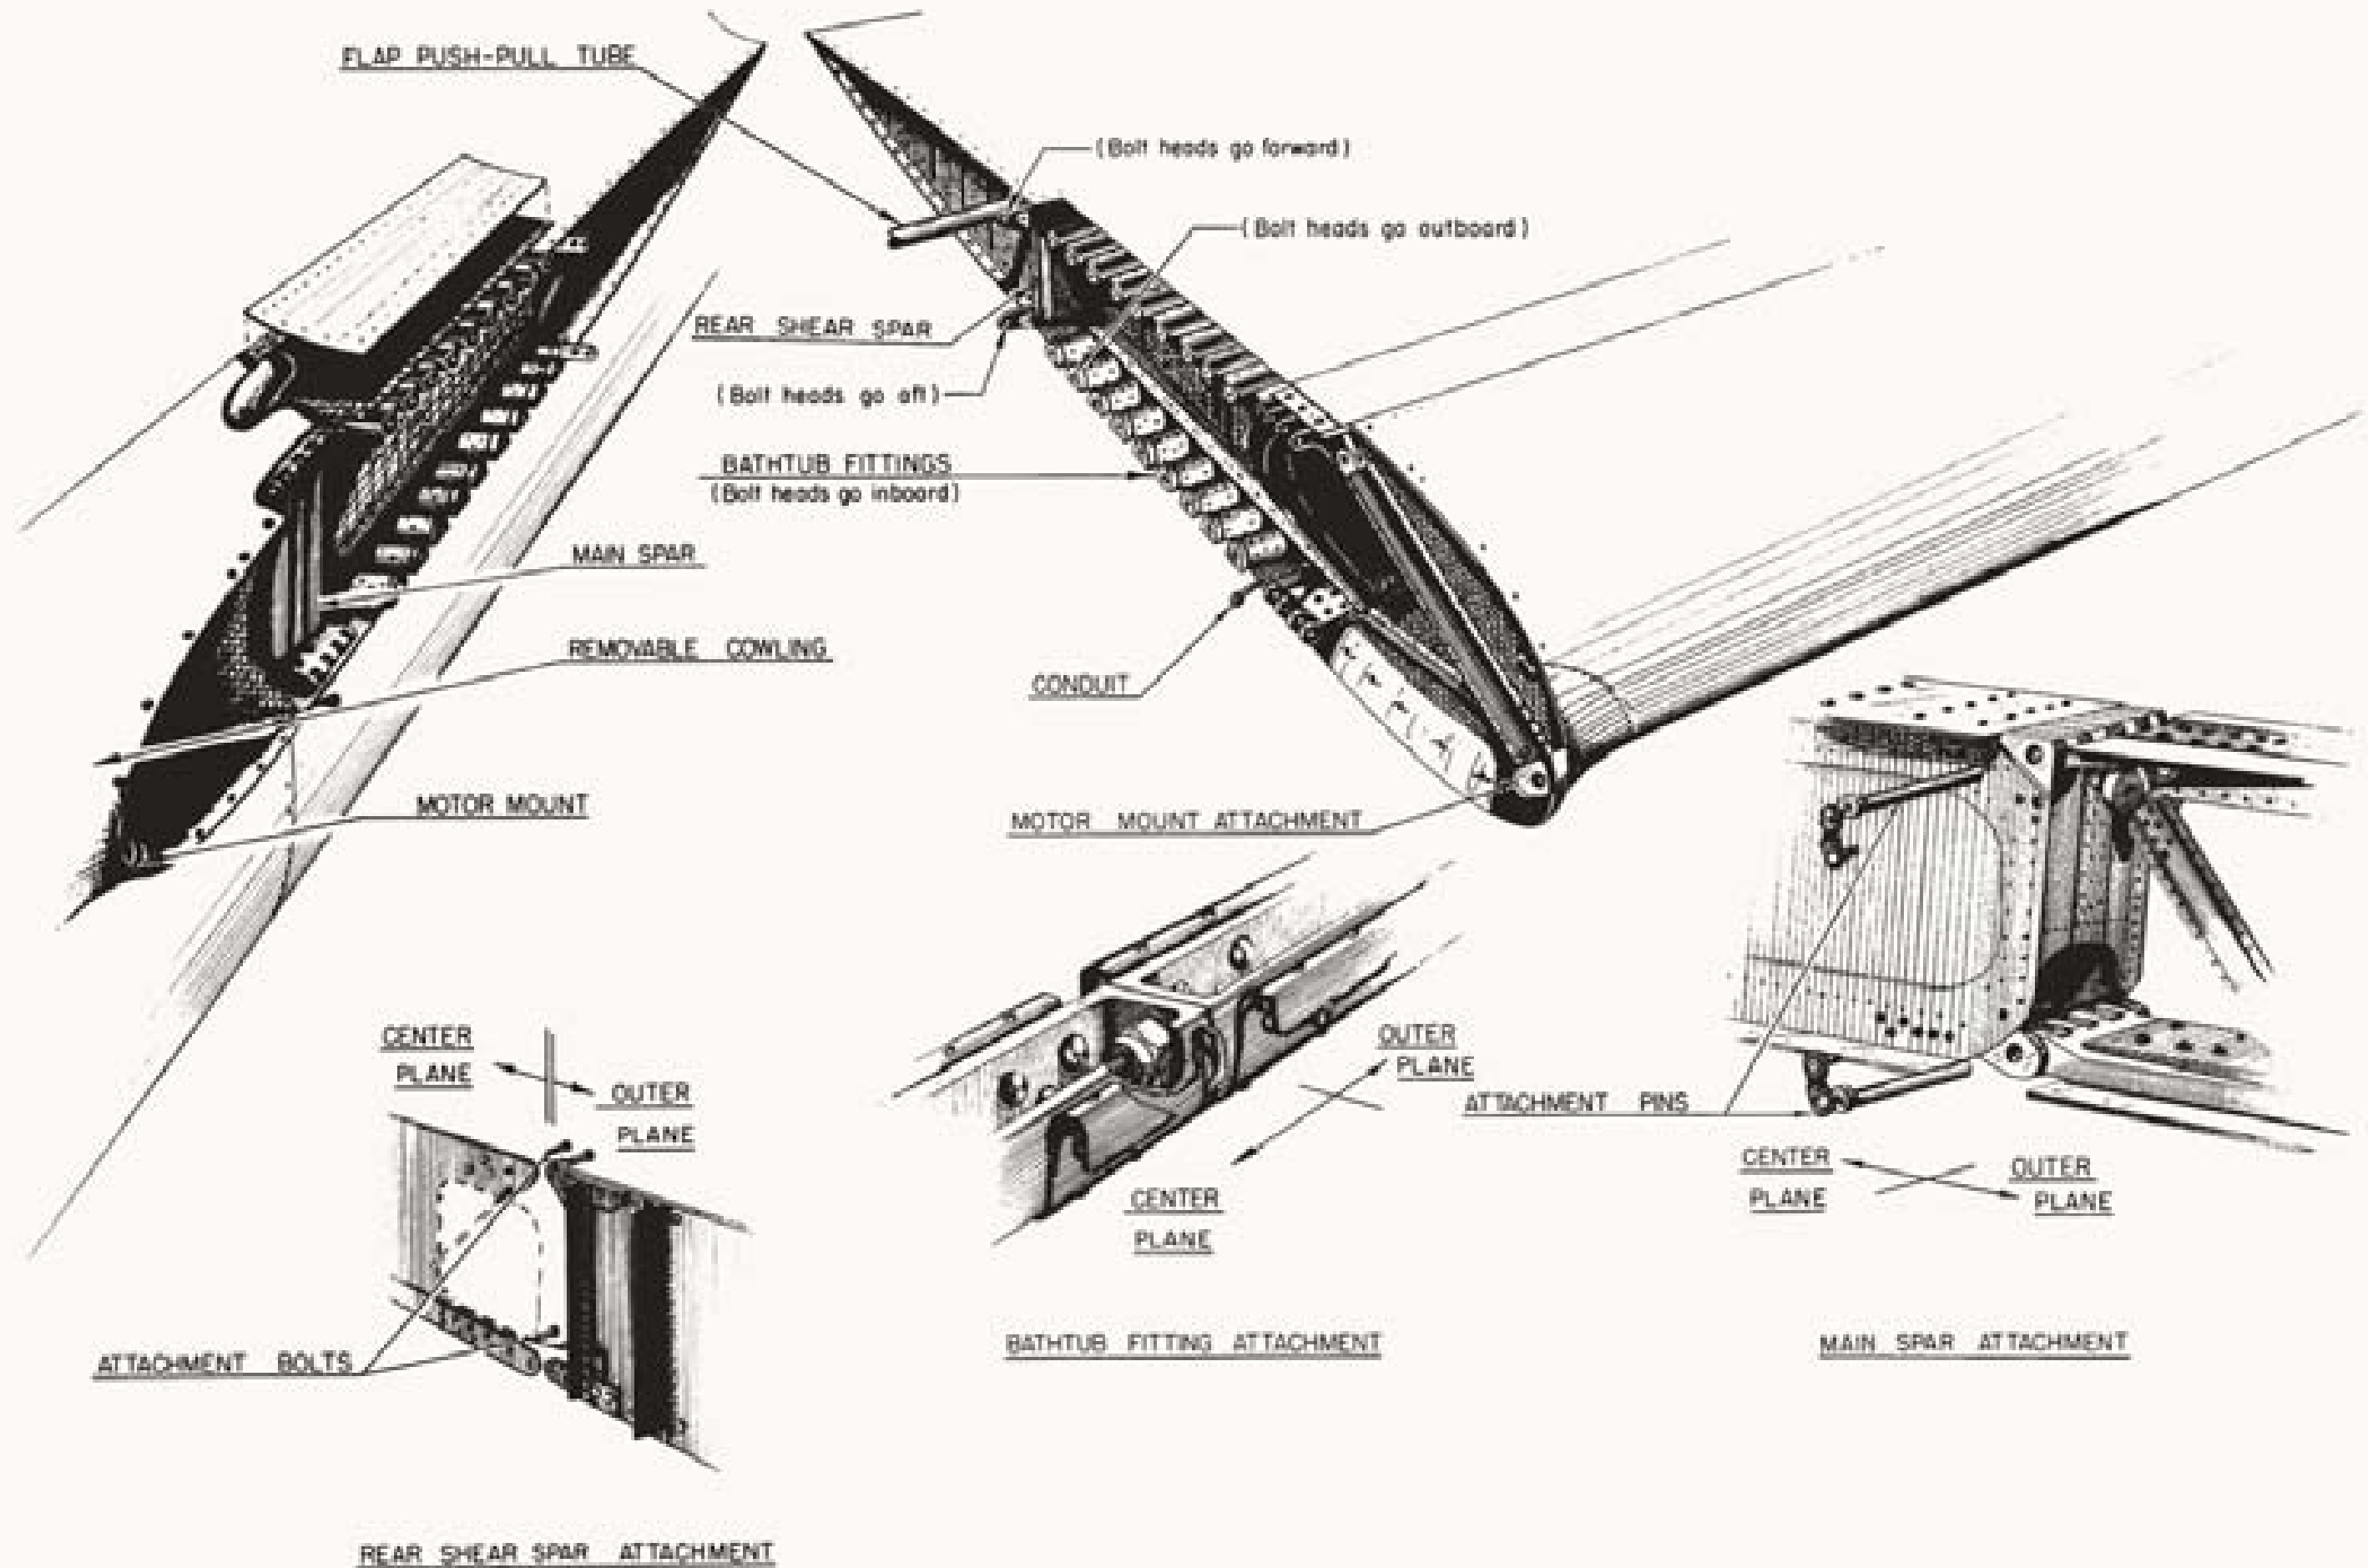 FLAP PUSH-PULL TUBE
(Bolt heads go forward)
(Bolt heads go outboard)
REAR SHEAR SPAR
(Bolt heads go aft)
BATHTUB FITTINGS
(Bolt heads go inboard)
MAIN SPAR
REMOVABLE COWLING
CONDUIT
MOTOR MOUNT
MOTOR MOUNT ATTACHMENT
CENTER
PLANE
OUTER
PLANE
ATTACHMENT BOLTS
REAR SHEAR SPAR ATTACHMENT
OUTER
PLANE
CENTER
PLANE
BATHTUB FITTING ATTACHMENT
ATTACHMENT PINS
CENTER
PLANE
OUTER
PLANE
MAIN SPAR ATTACHMENT